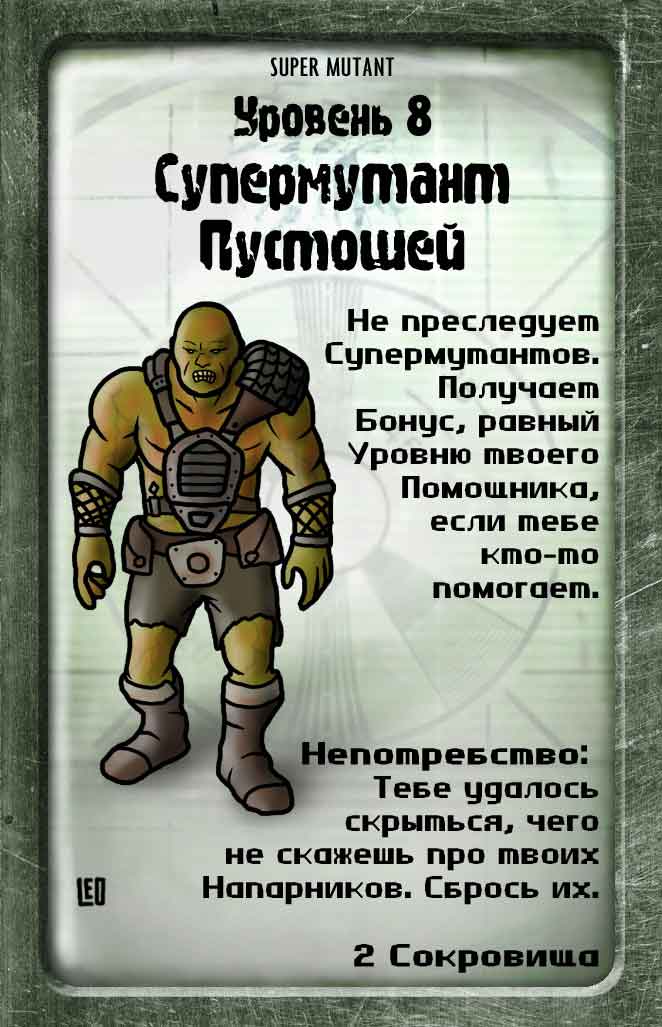 SUPER MUTANT
Уровень 8
Супермутант
Пустошей
Не преследует
Супермутантов.
Получает
Бонус, равный
Уровню твоего
Помощника,
если тебе
кто-то
помогает.
Непотребство:
Тебе удалось
скрыться, чего
не скажешь про твоих
Напарников. Сбрось их.
LEO
2 Сокровища